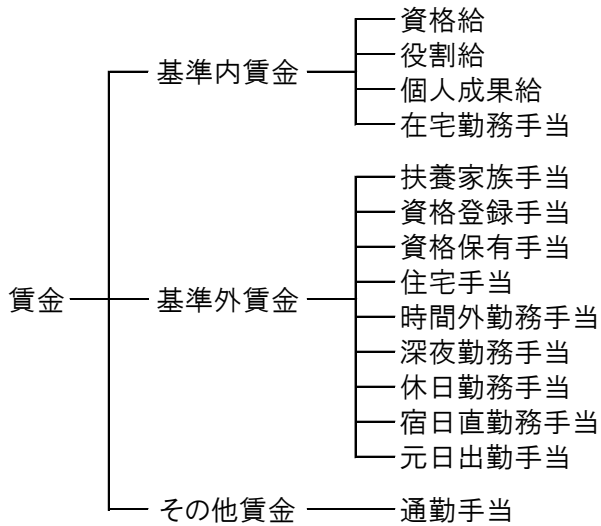 賃金
基準内賃金
資格給
役割給
個人成果給
在宅勤務手当
基準外賃金
扶養家族手当
資格登録手当
資格保有手当
住宅手当
時間外勤務手当
深夜勤務手当
休日勤務手当
宿日直勤務手当
元日出勤手当
その他賃金
通勤手当